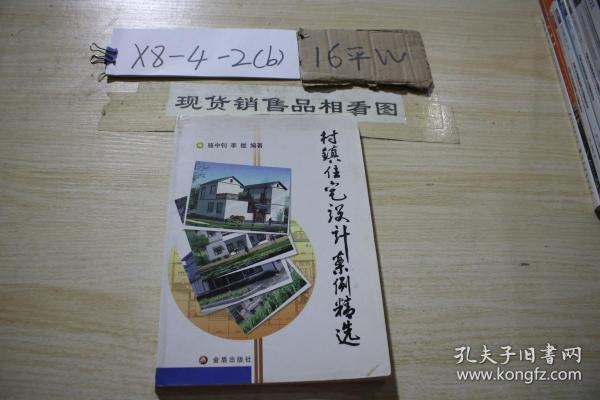 X8-4-2(b)
16平W
现货销售品相看图
骆中钊 李 雄 编著
村镇住宅设计案例精选
金盾出版社
孔夫子旧书网
www.kongfz.com